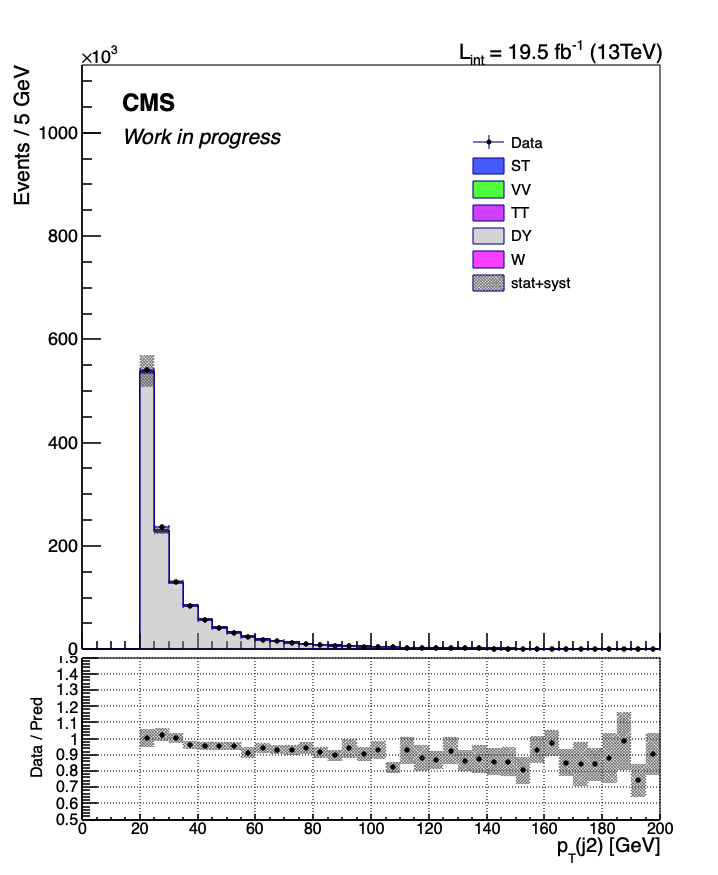 ×10³
L_int = 19.5 fb⁻¹ (13TeV)
Events / 5 GeV
CMS
Work in progress
Data
ST
VV
TT
DY
W
stat+syst
1000
800
600
400
200
0
Data / Pred
1.5
1.4
1.3
1.2
1.1
1
0.9
0.8
0.7
0.6
0.5
0 20 40 60 80 100 120 140 160 180 200
p_T(j2) [GeV]